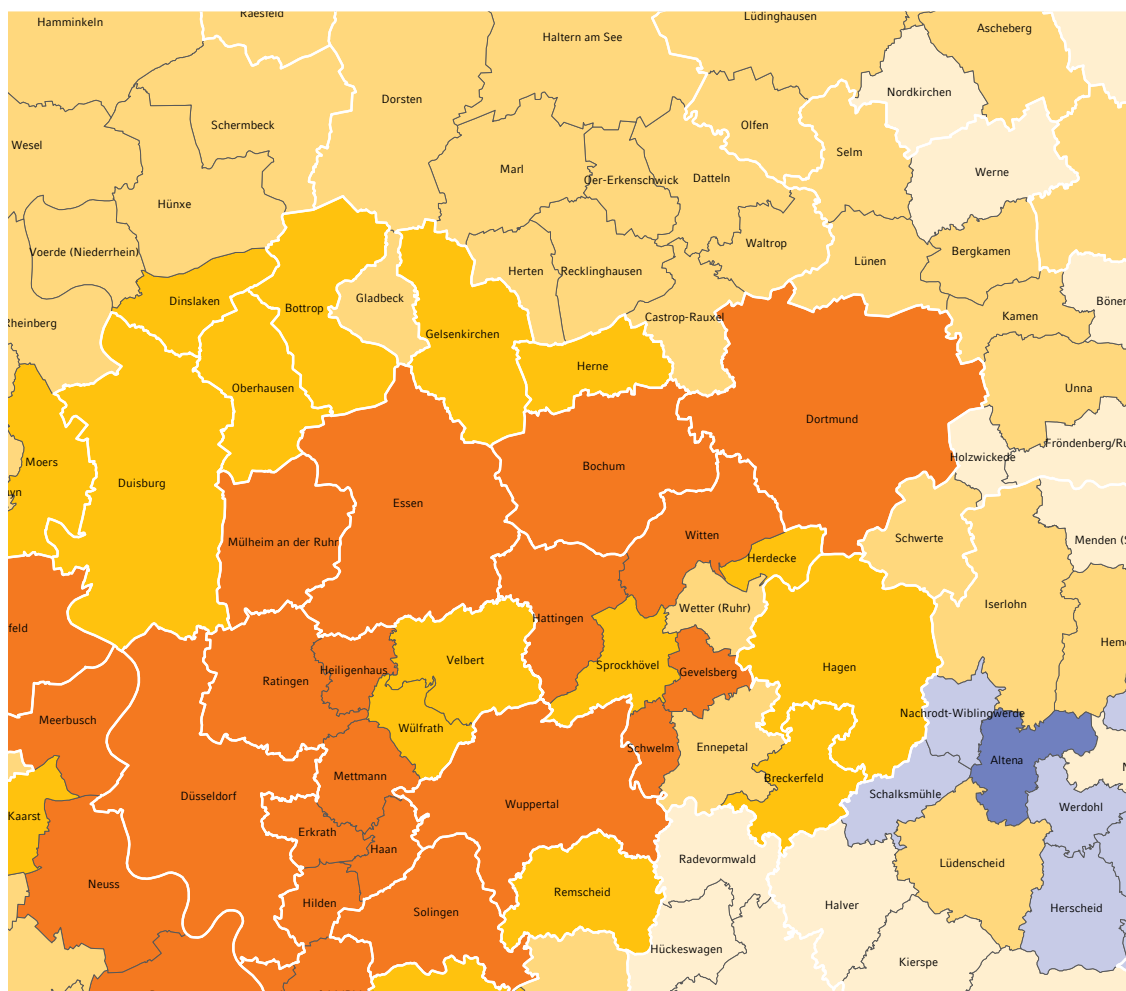 Hamminkeln
Raesfeld
Lüdinghausen
Ascheberg
Haltern am See
Dorsten
Nordkirchen
Schermbeck
Olfen
Selm
Wesel
Marl
Oer-Erkenschwick
Datteln
Werne
Hünxe
Waltrop
Bergkamen
Voerde (Niederrhein)
Herten
Recklinghausen
Lünen
Dinslaken
Gladbeck
Bottrop
Böner
Rheinberg
Castrop-Rauxel
Kamen
Gelsenkirchen
Herne
Oberhausen
Unna
Dortmund
Fröndenberg/Ru
Holzwickede
Moers
Bochum
Duisburg
Essen
Witten
Schwerte
Menden (S
Mülheim an der Ruhr
Herdecke
Iserlohn
Wetter (Ruhr)
Hattingen
feld
Heme
Velbert
Sprockhövel
Hagen
Heiligenhaus
Gevelsberg
Ratingen
Nachrodt-Wiblingwerde
Meerbusch
Wülfrath
Schwelm
Ennepetal
Altena
Mettmann
Breckerfeld
Düsseldorf
Schalksmühle
Wuppertal
Werdohl
Kaarst
Erkrath
Haan
Radevormwald
Lüdenscheid
Neuss
Remscheid
Hilden
Halver
Herscheid
Solingen
Hückeswagen
Kierspe